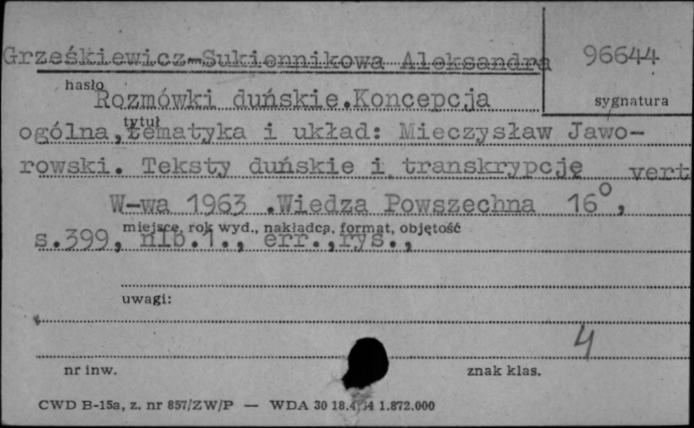 Grześkiewicz-Sukiennikowa Aleksandra 96644
hasło sygnatura
Rozmówki duńskie.Koncepcja
tytuł
ogólna,tematyka i układ: Mieczysław Jawo-
rowski. Teksty duńskie i transkrypcję vert
W-wa 1963 .Wiedza Powszechna 16°,
miejsce, rok wyd., nakładca, format, objętość
s.399, nlb.1., err.,rys.,
uwagi:
4
nr inw. znak klas.
CWD B-15a, z. nr 857/ZW/P — WDA 30 18.4.54 1.872.000